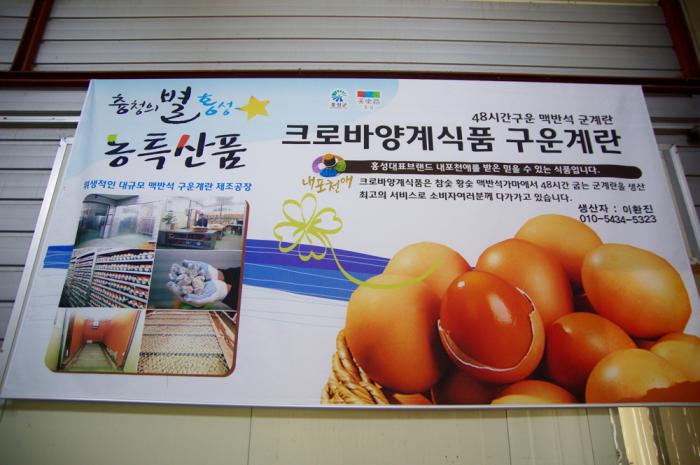 충청의 별 홍성
농특산품
위생적인 대규모 맥반석 구운계란 제조공장
홍성군
48시간구운 맥반석 군계란
크로바양계식품 구운계란
내포천애
홍성대표브랜드 내포천애를 받은 믿을 수 있는 식품입니다.
크로바양계식품은 참숯 황숯 맥반석가마에서 48시간 굽는 군계란을 생산
최고의 서비스로 소비자여러분께 다가가고 있습니다.
생산자 : 이환진
010-5434-5323